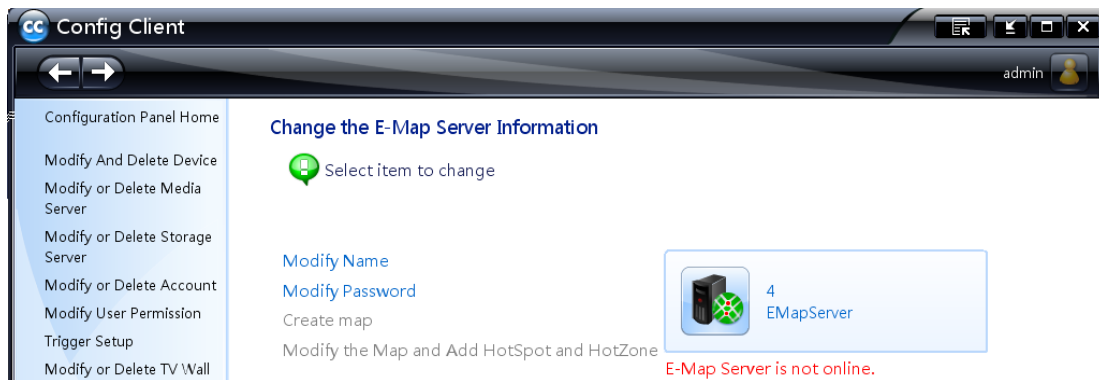 CC Config Client
admin
Configuration Panel Home
Modify And Delete Device
Modify or Delete Media
Server
Modify or Delete Storage
Server
Modify or Delete Account
Modify User Permission
Trigger Setup
Modify or Delete TV Wall
Change the E-Map Server Information
Select item to change
Modify Name
Modify Password
Create map
Modify the Map and Add HotSpot and HotZone
4
EMapServer
E-Map Server is not online.